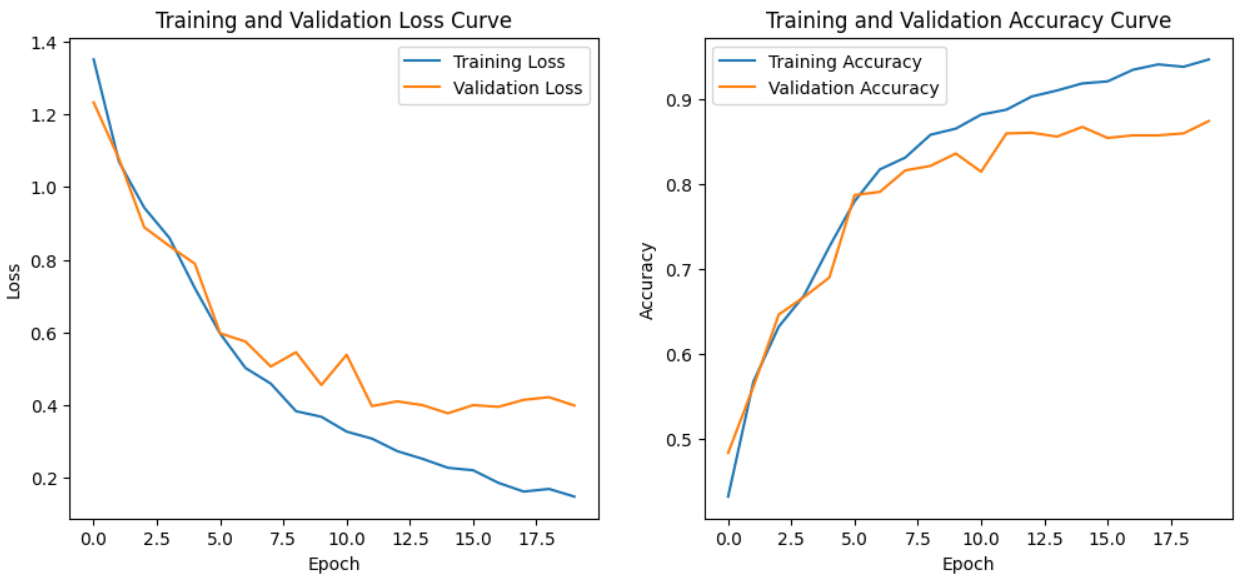 Training and Validation Loss Curve
1.4
1.2
1.0
0.8
0.6
0.4
0.2
Loss
Training Loss
Validation Loss
0.0 2.5 5.0 7.5 10.0 12.5 15.0 17.5
Epoch
Training and Validation Accuracy Curve
0.9
0.8
0.7
0.6
0.5
Accuracy
Training Accuracy
Validation Accuracy
0.0 2.5 5.0 7.5 10.0 12.5 15.0 17.5
Epoch